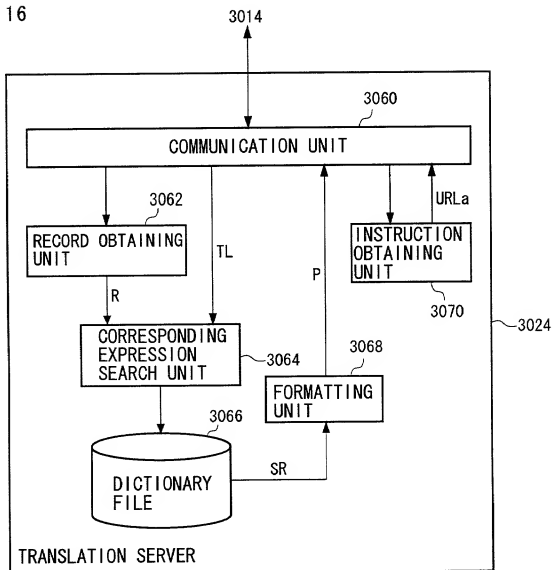 16
3014
3060
COMMUNICATION UNIT
3062
RECORD OBTAINING
UNIT
TL
P
URLa
INSTRUCTION
OBTAINING
UNIT
3070
R
3024
CORRESPONDING
EXPRESSION
SEARCH UNIT
3064
3068
FORMATTING
UNIT
3066
DICTIONARY
FILE
SR
TRANSLATION SERVER